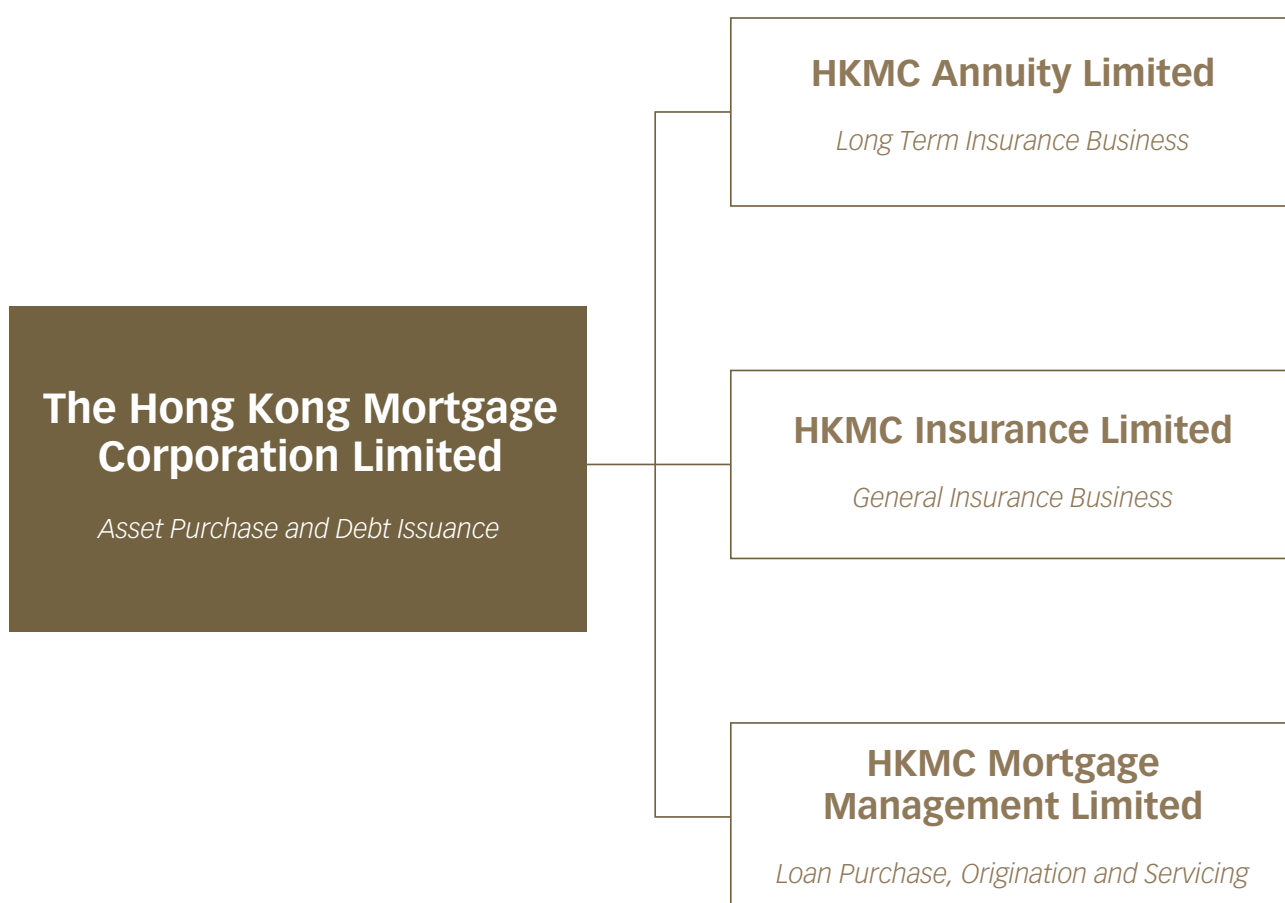 HKMC Annuity Limited
Long Term Insurance Business
The Hong Kong Mortgage
Corporation Limited
Asset Purchase and Debt Issuance
HKMC Insurance Limited
General Insurance Business
HKMC Mortgage
Management Limited
Loan Purchase, Origination and Servicing